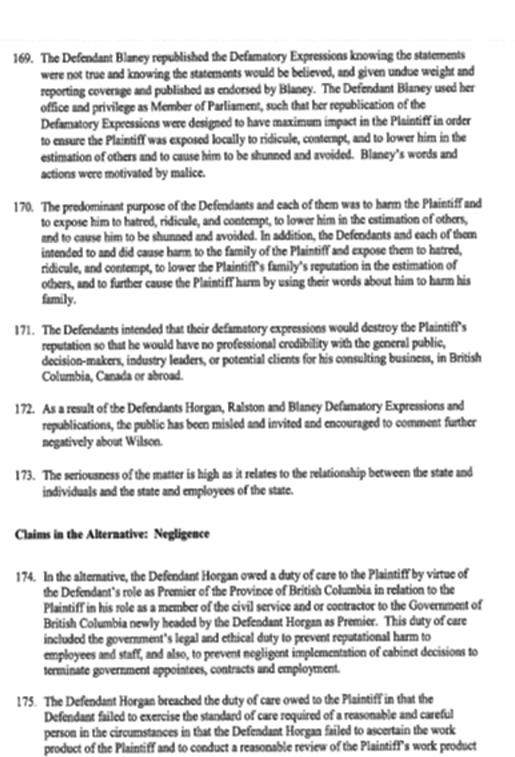 169. The Defendant Blaney republished the Defamatory Expressions knowing the statements
were not true and knowing the statements would be believed, and given undue weight and
reporting coverage and published as endorsed by Blaney. The Defendant Blaney used her
office and privilege as Member of Parliament, such that her republication of the
Defamatory Expressions were designed to have maximum impact in the Plaintiff in order
to ensure the Plaintiff was exposed locally to ridicule, contempt, and to lower him in the
estimation of others and to cause him to be shunned and avoided. Blaney's words and
actions were motivated by malice.
170. The predominant purpose of the Defendants and each of them was to harm the Plaintiff and
to expose him to hatred, ridicule, and contempt, to lower him in the estimation of others,
and to cause him to be shunned and avoided. In addition, the Defendants and each of them
intended to and did cause harm to the family of the Plaintiff and expose them to hatred,
ridicule, and contempt, to lower the Plaintiff's family's reputation in the estimation of
others, and to further cause the Plaintiff harm by using their words about him to harm his
family.
171. The Defendants intended that their defamatory expressions would destroy the Plaintiff's
reputation so that he would have no professional credibility with the general public,
decision-makers, industry leaders, or potential clients for his consulting business, in British
Columbia, Canada or abroad.
172. As a result of the Defendants Horgan, Ralston and Blaney Defamatory Expressions and
republications, the public has been misled and invited and encouraged to comment further
negatively about Wilson.
173. The seriousness of the matter is high as it relates to the relationship between the state and
individuals and the state and employees of the state.
Claims in the Alternative: Negligence
174. In the alternative, the Defendant Horgan owed a duty of care to the Plaintiff by virtue of
the Defendant's role as Premier of the Province of British Columbia in relation to the
Plaintiff in his role as a member of the civil service and or contractor to the Government of
British Columbia newly headed by the Defendant Horgan as Premier. This duty of care
included the government's legal and ethical duty to prevent reputational harm to
employees and staff, and also, to prevent negligent implementation of cabinet decisions to
terminate government appointees, contracts and employment.
175. The Defendant Horgan breached the duty of care owed to the Plaintiff in that the
Defendant failed to exercise the standard of care required of a reasonable and careful
person in the circumstances in that the Defendant Horgan failed to ascertain the work
product of the Plaintiff and to conduct a reasonable review of the Plaintiff's work product